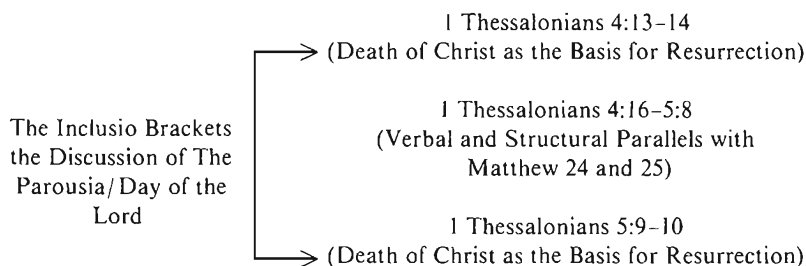 The Inclusio Brackets
the Discussion of The
Parousia/Day of the
Lord
1 Thessalonians 4:13–14
(Death of Christ as the Basis for Resurrection)
1 Thessalonians 4:16–5:8
(Verbal and Structural Parallels with
Matthew 24 and 25)
1 Thessalonians 5:9–10
(Death of Christ as the Basis for Resurrection)